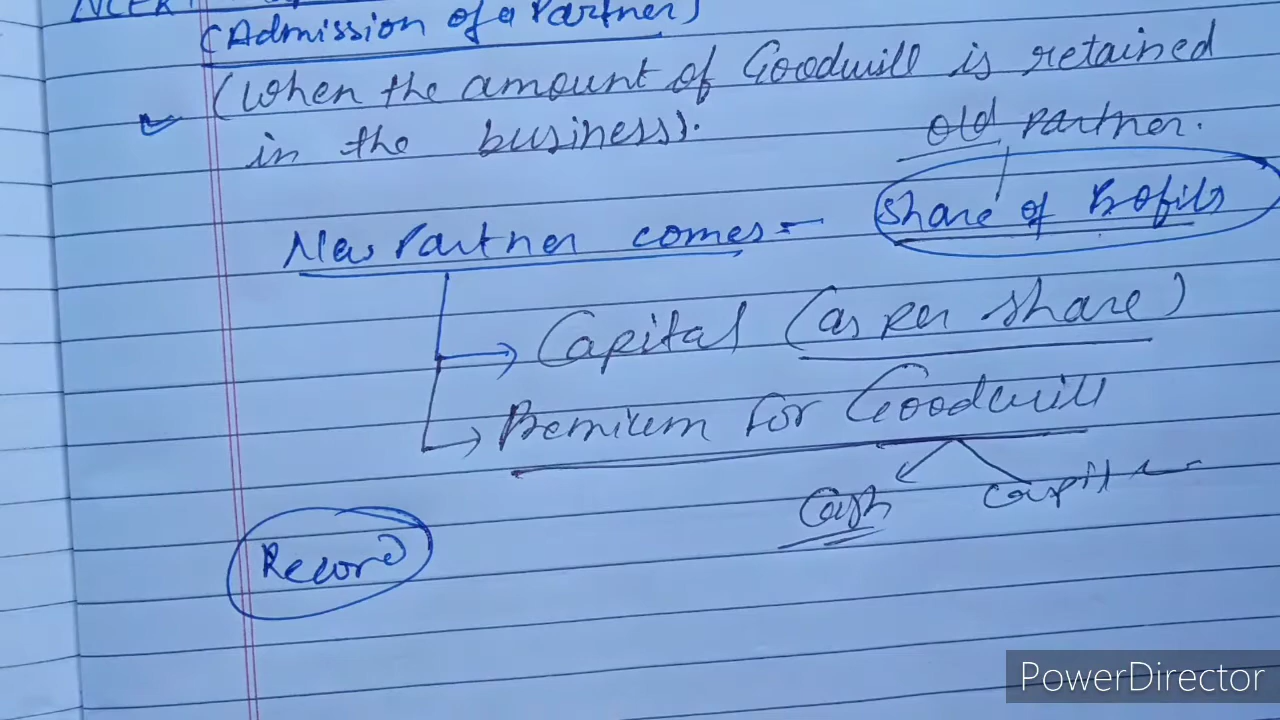 NCERT
(Admission of a Partner)
(When the amount of Goodwill is retained
in the business).
old partner.
New Partner comes - Share of Profits
Capital (as per share)
Premium for Goodwill
Cash
Record
PowerDirector